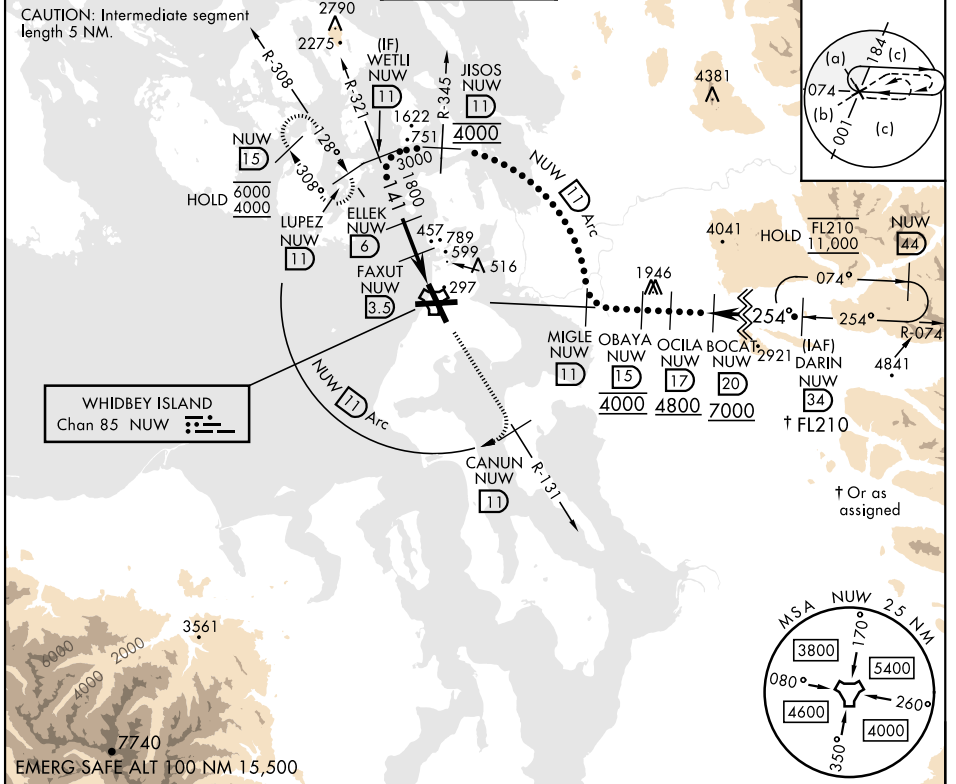 CAUTION: Intermediate segment
length 5 NM.
2790
2275
R-308
R-321
(IF)
WETLI
NUW
11
R-345
JISOS
NUW
11
4000
4381
(a)
184
(c)
074
(b)
001
(c)
1622
751
3000
1800
141
128°
308°
NUW
15
HOLD
6000
4000
LUPEZ
NUW
11
ELLEK
NUW
6
FAXUT
NUW
3.5
457
789
599
516
297
NUW 11 Arc
4041
HOLD
FL210
11,000
NUW
44
074°
254°
254°
R-074
1946
2921
4841
MIGLE
NUW
11
OBAYA
NUW
15
4000
OCILA
NUW
17
4800
BOCAT
NUW
20
7000
(IAF)
DARIN
NUW
34
† FL210
WHIDBEY ISLAND
Chan 85 NUW
NUW 11 Arc
CANUN
NUW
11
R-131
† Or as
assigned
3561
6000
2000
4000
7740
EMERG SAFE ALT 100 NM 15,500
MSA NUW 25 NM
170°
3800
5400
080°
260°
4600
4000
350°